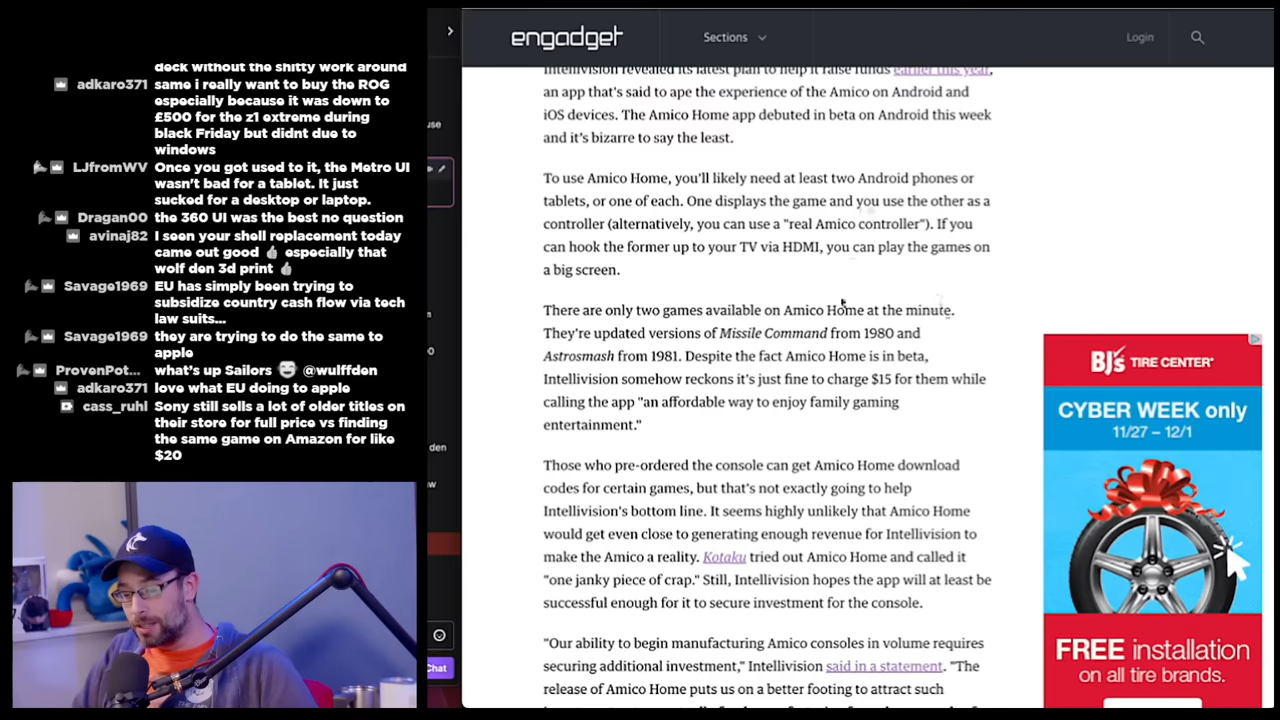 deck without the shitty work around
adkaro371 same i really want to buy the ROG
especially because it was down to
£500 for the z1 extreme during
black Friday but didnt due to
windows
LJfromWV Once you got used to it, the Metro UI
wasn't bad for a tablet. It just
sucked for a desktop or laptop.
Dragan00 the 360 UI was the best no question
avinaj82 I seen your shell replacement today
came out good 👍 especially that
wolf den 3d print 👍
Savage1969 EU has simply been trying to
subsidize country cash flow via tech
law suits...
Savage1969 they are trying to do the same to
apple
ProvenPot... what's up Sailors @wulffden
adkaro371 love what EU doing to apple
cass_ruhl Sony still sells a lot of older titles on
their store for full price vs finding
the same game on Amazon for like
$20
use
den
Chat
engadget
Sections
Login
Intellivision revealed its latest plan to help it raise funds earlier this year,
an app that's said to ape the experience of the Amico on Android and
iOS devices. The Amico Home app debuted in beta on Android this week
and it's bizarre to say the least.
To use Amico Home, you'll likely need at least two Android phones or
tablets, or one of each. One displays the game and you use the other as a
controller (alternatively, you can use a "real Amico controller"). If you
can hook the former up to your TV via HDMI, you can play the games on
a big screen.
There are only two games available on Amico Home at the minute.
They're updated versions of Missile Command from 1980 and
Astrosmash from 1981. Despite the fact Amico Home is in beta,
Intellivision somehow reckons it's just fine to charge $15 for them while
calling the app "an affordable way to enjoy family gaming
entertainment."
Those who pre-ordered the console can get Amico Home download
codes for certain games, but that's not exactly going to help
Intellivision's bottom line. It seems highly unlikely that Amico Home
would get even close to generating enough revenue for Intellivision to
make the Amico a reality. Kotaku tried out Amico Home and called it
"one janky piece of crap." Still, Intellivision hopes the app will at least be
successful enough for it to secure investment for the console.
"Our ability to begin manufacturing Amico consoles in volume requires
securing additional investment," Intellivision said in a statement. "The
release of Amico Home puts us on a better footing to attract such
BJ's TIRE CENTER
CYBER WEEK only
11/27 – 12/1
FREE installation
on all tire brands.